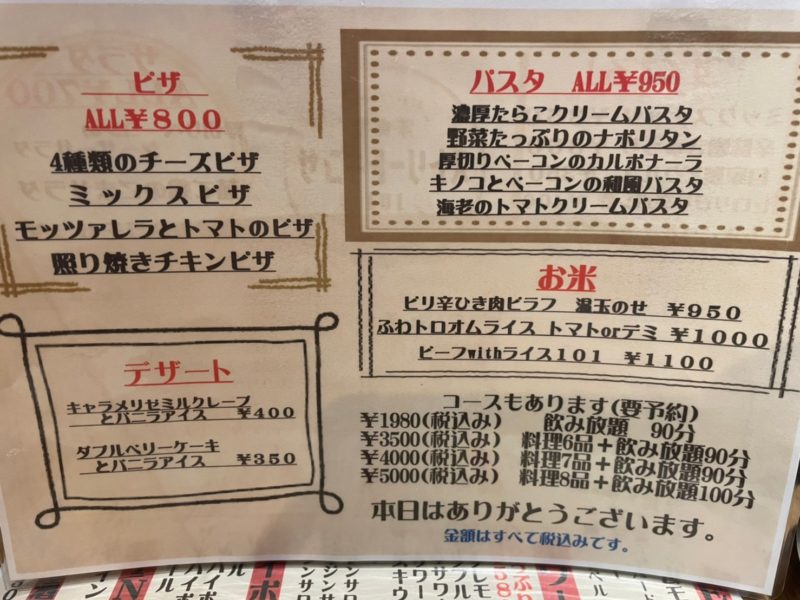 ピザ
ALL¥800
4種類のチーズピザ
ミックスピザ
モッツァレラとトマトのピザ
照り焼きチキンピザ
パスタ ALL¥950
濃厚たらこクリームパスタ
野菜たっぷりのナポリタン
厚切りベーコンのカルボナーラ
キノコとベーコンの和風パスタ
海老のトマトクリームパスタ
お米
ピリ辛ひき肉ピラフ 温玉のせ ¥950
ふわトロオムライス トマトorデミ ¥1000
ビーフwithライス101 ¥1100
デザート
キャラメリゼミルクレープ
とバニラアイス ¥400
ダブルベリーケーキ
とバニラアイス ¥350
コースもあります(要予約)
¥1980(税込み) 飲み放題 90分
¥3500(税込み) 料理6品+飲み放題90分
¥4000(税込み) 料理7品+飲み放題90分
¥5000(税込み) 料理8品+飲み放題100分
本日はありがとうございます。
金額はすべて税込みです。